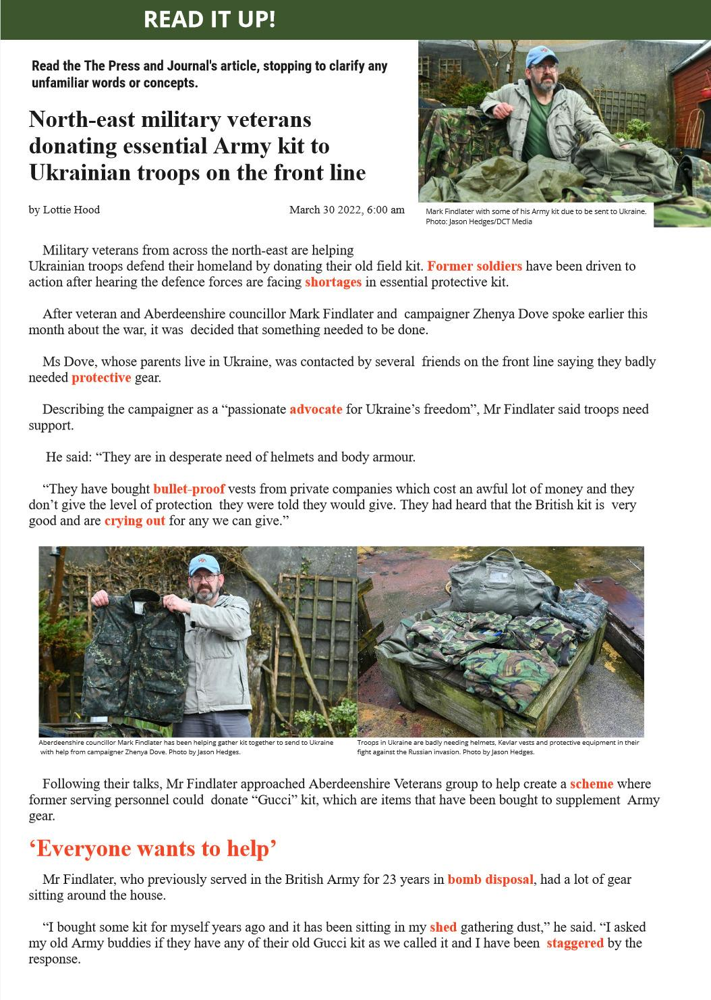 READ IT UP!
Read the The Press and Journal's article, stopping to clarify any
unfamiliar words or concepts.
North-east military veterans
donating essential Army kit to
Ukrainian troops on the front line
by Lottie Hood
March 30 2022, 6:00 am
Mark Findlater with some of his Army kit due to be sent to Ukraine.
Photo: Jason Hedges/DCT Media
Military veterans from across the north-east are helping
Ukrainian troops defend their homeland by donating their old field kit. Former soldiers have been driven to
action after hearing the defence forces are facing shortages in essential protective kit.
After veteran and Aberdeenshire councillor Mark Findlater and campaigner Zhenya Dove spoke earlier this
month about the war, it was decided that something needed to be done.
Ms Dove, whose parents live in Ukraine, was contacted by several friends on the front line saying they badly
needed protective gear.
Describing the campaigner as a “passionate advocate for Ukraine’s freedom”, Mr Findlater said troops need
support.
He said: “They are in desperate need of helmets and body armour.
“They have bought bullet-proof vests from private companies which cost an awful lot of money and they
don’t give the level of protection they were told they would give. They had heard that the British kit is very
good and are crying out for any we can give.”
Aberdeenshire councillor Mark Findlater has been helping gather kit together to send to Ukraine
with help from campaigner Zhenya Dove. Photo by Jason Hedges.
Troops in Ukraine are badly needing helmets, Kevlar vests and protective equipment in their
fight against the Russian invasion. Photo by Jason Hedges.
Following their talks, Mr Findlater approached Aberdeenshire Veterans group to help create a scheme where
former serving personnel could donate “Gucci” kit, which are items that have been bought to supplement Army
gear.
‘Everyone wants to help’
Mr Findlater, who previously served in the British Army for 23 years in bomb disposal, had a lot of gear
sitting around the house.
“I bought some kit for myself years ago and it has been sitting in my shed gathering dust,” he said. “I asked
my old Army buddies if they have any of their old Gucci kit as we called it and I have been staggered by the
response.